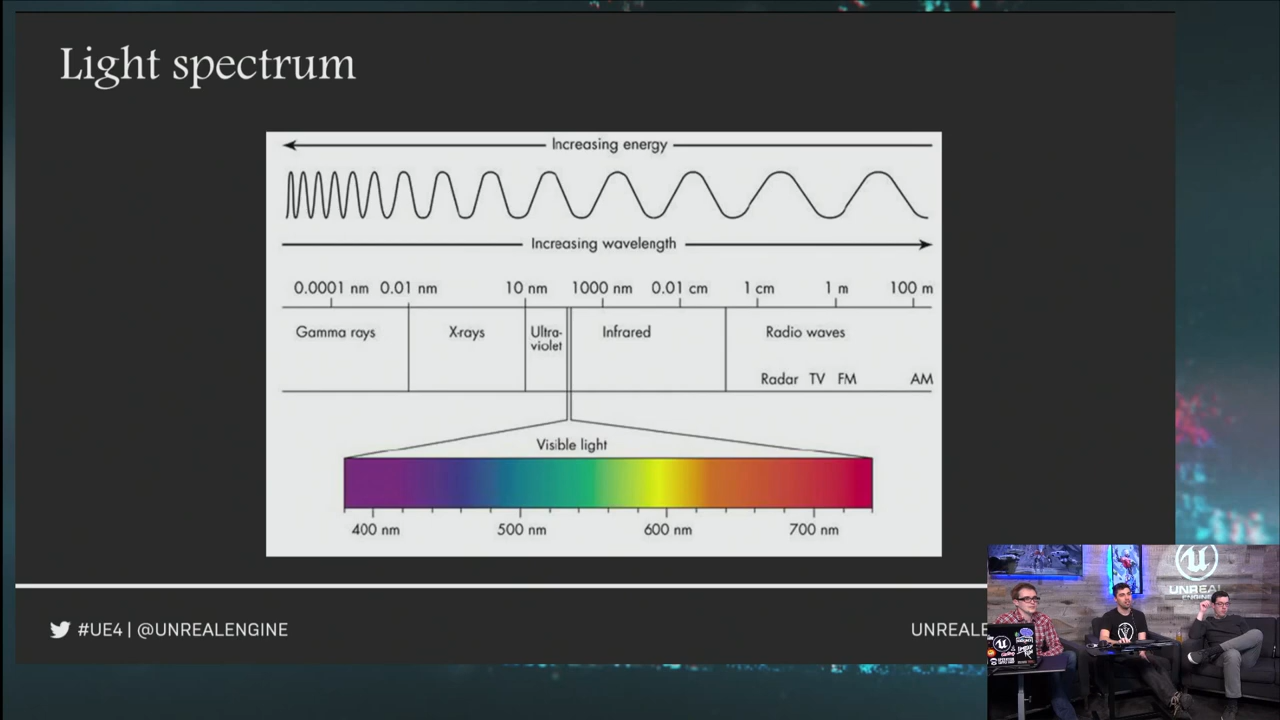 Light spectrum
Increasing energy
Increasing wavelength
0.0001 nm 0.01 nm 10 nm 1000 nm 0.01 cm 1 cm 1 m 100 m
Gamma rays X-rays Ultra- Infrared Radio waves
violet
Radar TV FM AM
Visible light
400 nm 500 nm 600 nm 700 nm
#UE4 | @UNREALENGINE UNREALE
UNREAL